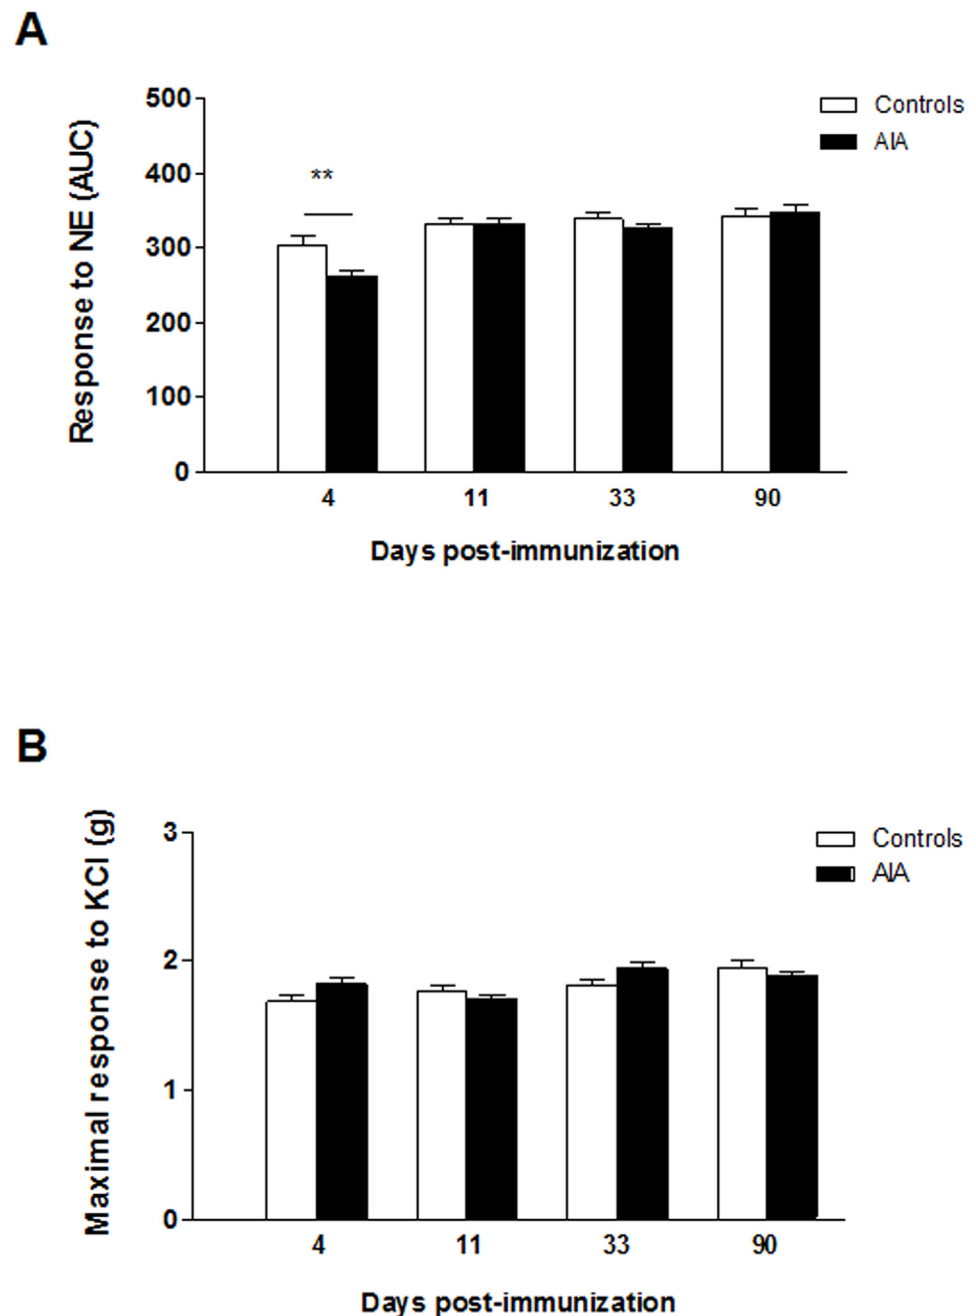 A
Response to NE (AUC)
500
400
300
200
100
0
**
Controls
AIA
4 11 33 90
Days post-immunization
B
Maximal response to KCl (g)
3
2
1
0
Controls
AIA
4 11 33 90
Days post-immunization